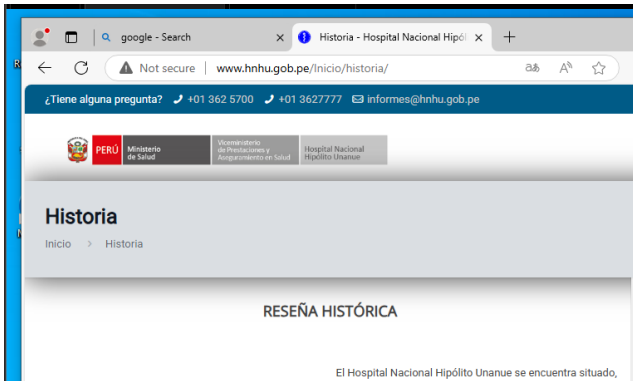 google - Search
Historia - Hospital Nacional Hipól
Not secure | www.hnhu.gob.pe/Inicio/historia/
¿Tiene alguna pregunta? +01 362 5700 +01 3627777 informes@hnhu.gob.pe
PERÚ
Ministerio
de Salud
Viceministerio
de Prestaciones y
Aseguramiento en Salud
Hospital Nacional
Hipólito Unanue
Historia
Inicio > Historia
RESEÑA HISTÓRICA
El Hospital Nacional Hipólito Unanue se encuentra situado,